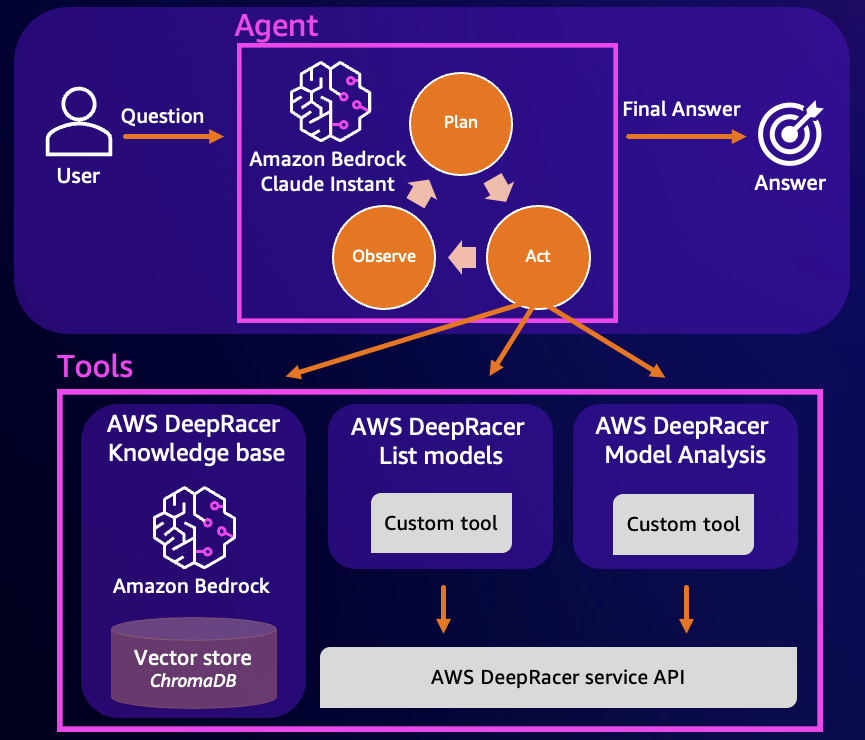 Agent
User
Question
Amazon Bedrock
Claude Instant
Plan
Observe
Act
Final Answer
Answer
Tools
AWS DeepRacer
Knowledge base
Amazon Bedrock
Vector store
ChromaDB
AWS DeepRacer
List models
Custom tool
AWS DeepRacer
Model Analysis
Custom tool
AWS DeepRacer service API